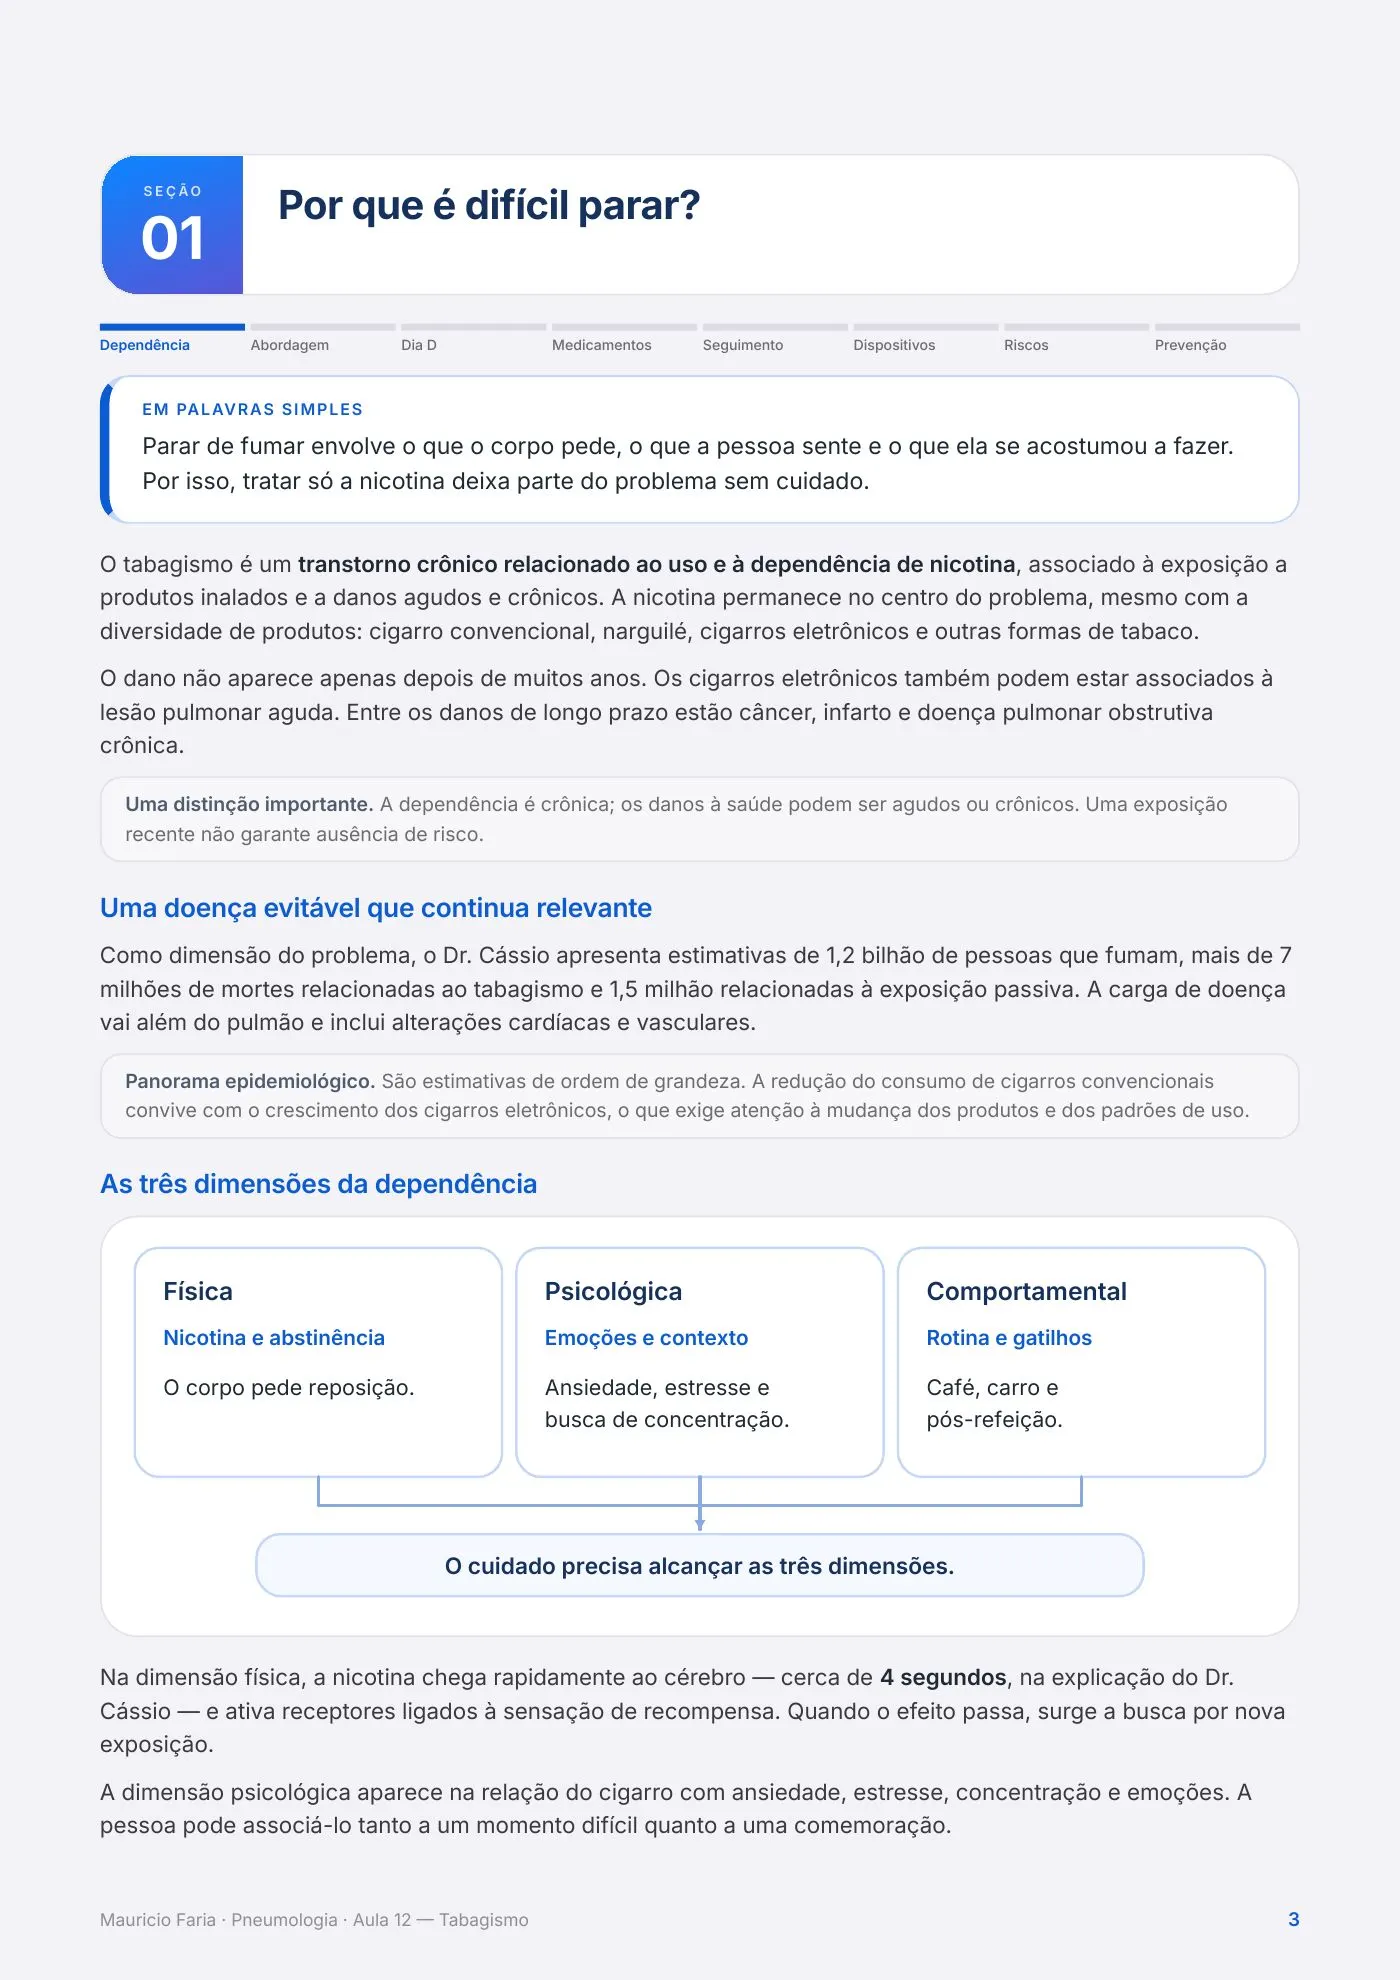 SEÇÃO
01
Por que é difícil parar?
Dependência
Abordagem
Dia D
Medicamentos
Seguimento
Dispositivos
Riscos
Prevenção
EM PALAVRAS SIMPLES
Parar de fumar envolve o que o corpo pede, o que a pessoa sente e o que ela se acostumou a fazer.
Por isso, tratar só a nicotina deixa parte do problema sem cuidado.
O tabagismo é um transtorno crônico relacionado ao uso e à dependência de nicotina, associado à exposição a
produtos inalados e a danos agudos e crônicos. A nicotina permanece no centro do problema, mesmo com a
diversidade de produtos: cigarro convencional, narguilé, cigarros eletrônicos e outras formas de tabaco.
O dano não aparece apenas depois de muitos anos. Os cigarros eletrônicos também podem estar associados à
lesão pulmonar aguda. Entre os danos de longo prazo estão câncer, infarto e doença pulmonar obstrutiva
crônica.
Uma distinção importante. A dependência é crônica; os danos à saúde podem ser agudos ou crônicos. Uma exposição
recente não garante ausência de risco.
Uma doença evitável que continua relevante
Como dimensão do problema, o Dr. Cássio apresenta estimativas de 1,2 bilhão de pessoas que fumam, mais de 7
milhões de mortes relacionadas ao tabagismo e 1,5 milhão relacionadas à exposição passiva. A carga de doença
vai além do pulmão e inclui alterações cardíacas e vasculares.
Panorama epidemiológico. São estimativas de ordem de grandeza. A redução do consumo de cigarros convencionais
convive com o crescimento dos cigarros eletrônicos, o que exige atenção à mudança dos produtos e dos padrões de uso.
As três dimensões da dependência
Física
Nicotina e abstinência
O corpo pede reposição.
Psicológica
Emoções e contexto
Ansiedade, estresse e
busca de concentração.
Comportamental
Rotina e gatilhos
Café, carro e
pós-refeição.
O cuidado precisa alcançar as três dimensões.
Na dimensão física, a nicotina chega rapidamente ao cérebro — cerca de 4 segundos, na explicação do Dr.
Cássio — e ativa receptores ligados à sensação de recompensa. Quando o efeito passa, surge a busca por nova
exposição.
A dimensão psicológica aparece na relação do cigarro com ansiedade, estresse, concentração e emoções. A
pessoa pode associá-lo tanto a um momento difícil quanto a uma comemoração.
Mauricio Faria · Pneumologia · Aula 12 — Tabagismo
3